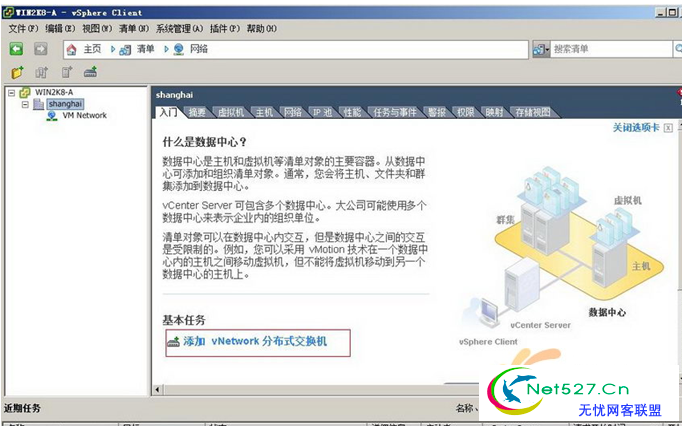 WIN2K8-A - vSphere Client
文件(F) 编辑(E) 视图(W) 清单(N) 系统管理(A) 插件(P) 帮助(H)
主页 清单 网络 搜索清单
WIN2K8-A
shanghai
VM Network
shanghai
入门 摘要 虚拟机 主机 网络 IP 池 性能 任务与事件 警报 权限 映射 存储视图
关闭选项卡
什么是数据中心？
数据中心是主机和虚拟机等清单对象的主要容器。从数据中
心可添加和组织清单对象。通常，您会将主机、文件夹和群
集添加到数据中心。
vCenter Server 可包含多个数据中心。大公司可能使用多个
数据中心来表示企业内的组织单位。
清单对象可以在数据中心内交互，但是数据中心之间的交互
是受限制的。例如，您可以采用 vMotion 技术在一个数据中
心内的主机之间移动虚拟机，但不能将虚拟机移动到另一个
数据中心的主机上。
虚拟机
群集
主机
数据中心
vCenter Server
vSphere Client
基本任务
添加 vNetwork 分布式交换机
近期任务
名称、
Net527.Cn
无忧网客联盟